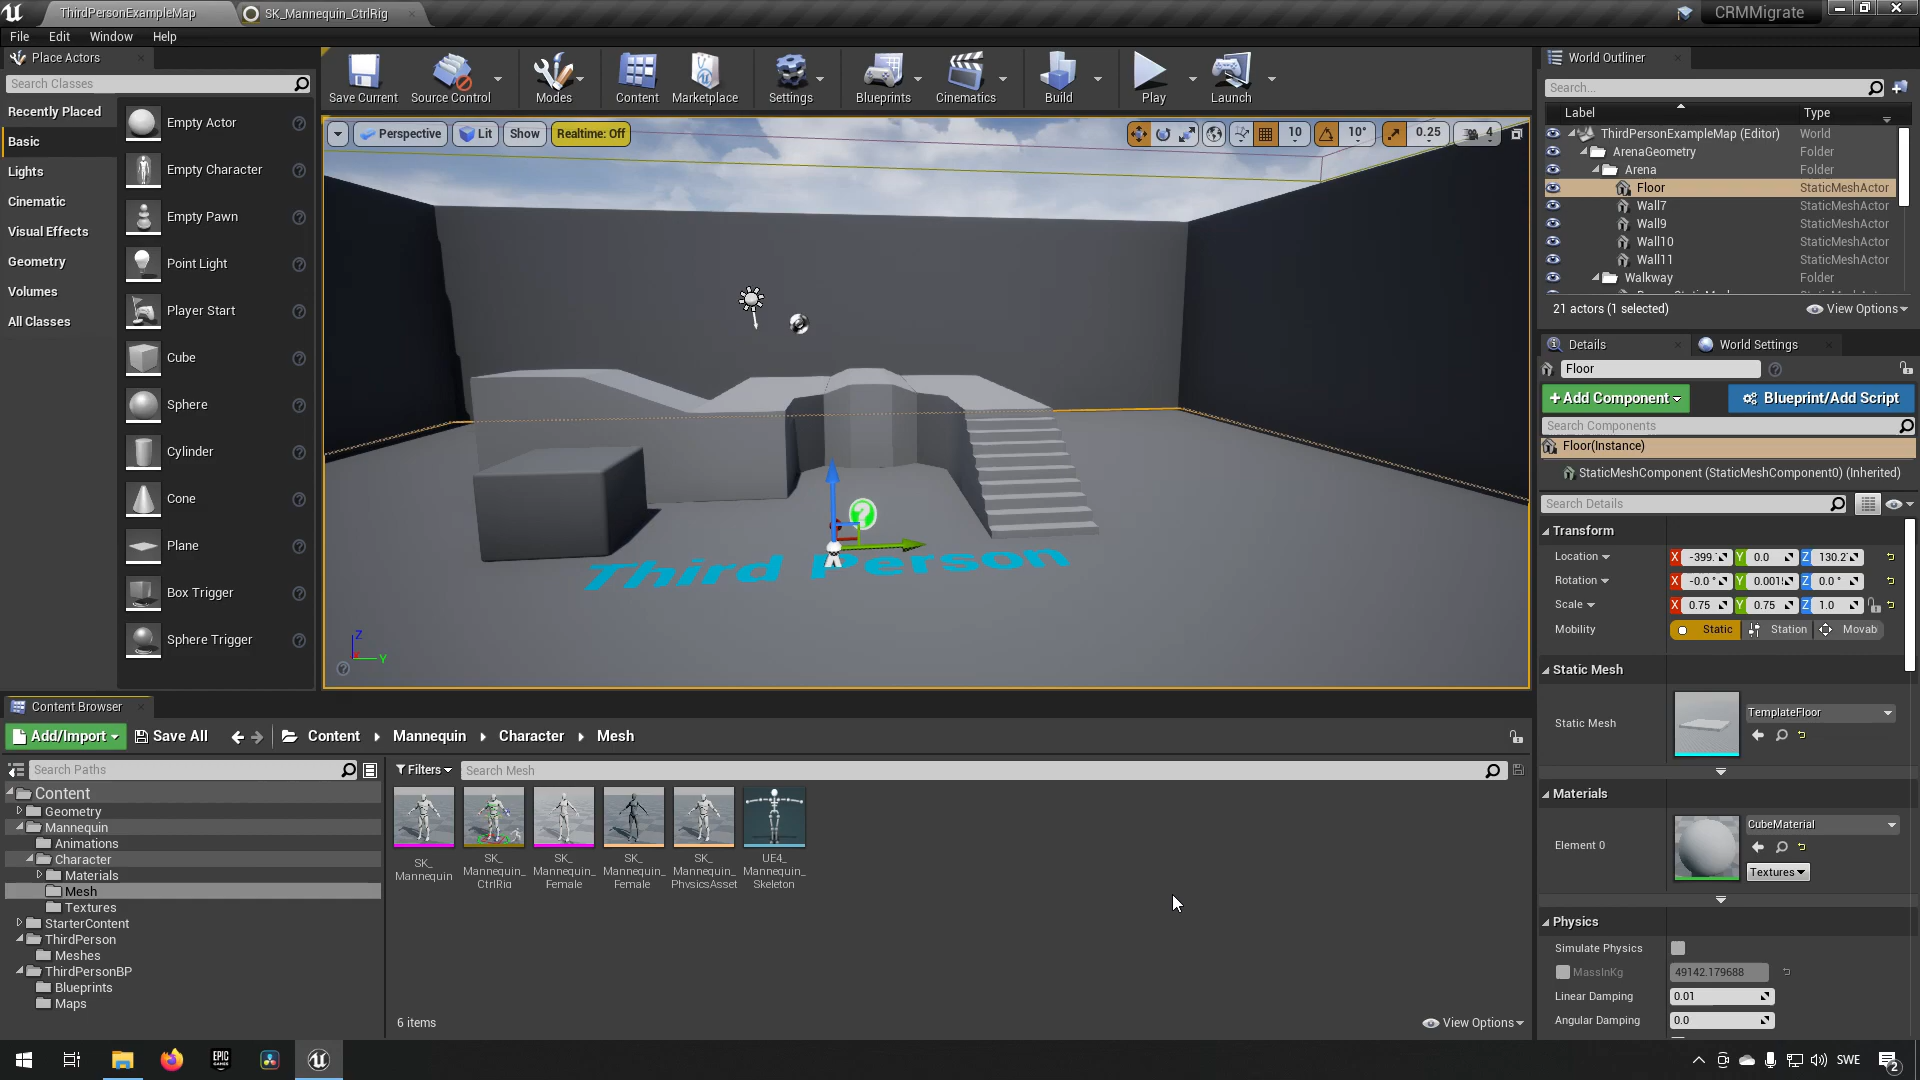 ThirdPersonExampleMap
SK_Mannequin_CtrlRig
CRMMigrate
File Edit Window Help
Place Actors
Search Classes
Recently Placed
Basic
Lights
Cinematic
Visual Effects
Geometry
Volumes
All Classes
Empty Actor
Empty Character
Empty Pawn
Point Light
Player Start
Cube
Sphere
Cylinder
Cone
Plane
Box Trigger
Sphere Trigger
Save Current
Source Control
Modes
Content
Marketplace
Settings
Blueprints
Cinematics
Build
Play
Launch
Perspective
Lit
Show
Realtime: Off
10
10°
0.25
4
Third Person
Z
Y
World Outliner
Search...
Label Type
ThirdPersonExampleMap (Editor) World
ArenaGeometry Folder
Arena Folder
Floor StaticMeshActor
Wall7 StaticMeshActor
Wall9 StaticMeshActor
Wall10 StaticMeshActor
Wall11 StaticMeshActor
Walkway Folder
21 actors (1 selected)
View Options
Details
World Settings
Floor
+Add Component
Blueprint/Add Script
Search Components
Floor(Instance)
StaticMeshComponent (StaticMeshComponent0) (Inherited)
Search Details
Transform
Location X -399. Y 0.0 Z 130.2
Rotation X -0.0 ° Y 0.001 Z 0.0 °
Scale X 0.75 Y 0.75 Z 1.0
Mobility Static Station Movab
Static Mesh
Static Mesh
TemplateFloor
Materials
Element 0
CubeMaterial
Textures
Physics
Simulate Physics
MassInKg 49142.179688
Linear Damping 0.01
Angular Damping 0.0
Content Browser
Add/Import
Save All
Content Mannequin Character Mesh
Search Paths
Filters
Search Mesh
Content
Geometry
Mannequin
Animations
Character
Materials
Mesh
Textures
StarterContent
ThirdPerson
Meshes
ThirdPersonBP
Blueprints
Maps
SK_
Mannequin
SK_
Mannequin_
CtrlRig
SK_
Mannequin_
Female
SK_
Mannequin_
Female
SK_
Mannequin_
PhysicsAsset
UE4_
Mannequin_
Skeleton
6 items
View Options
EPIC
GAMES
SWE
2